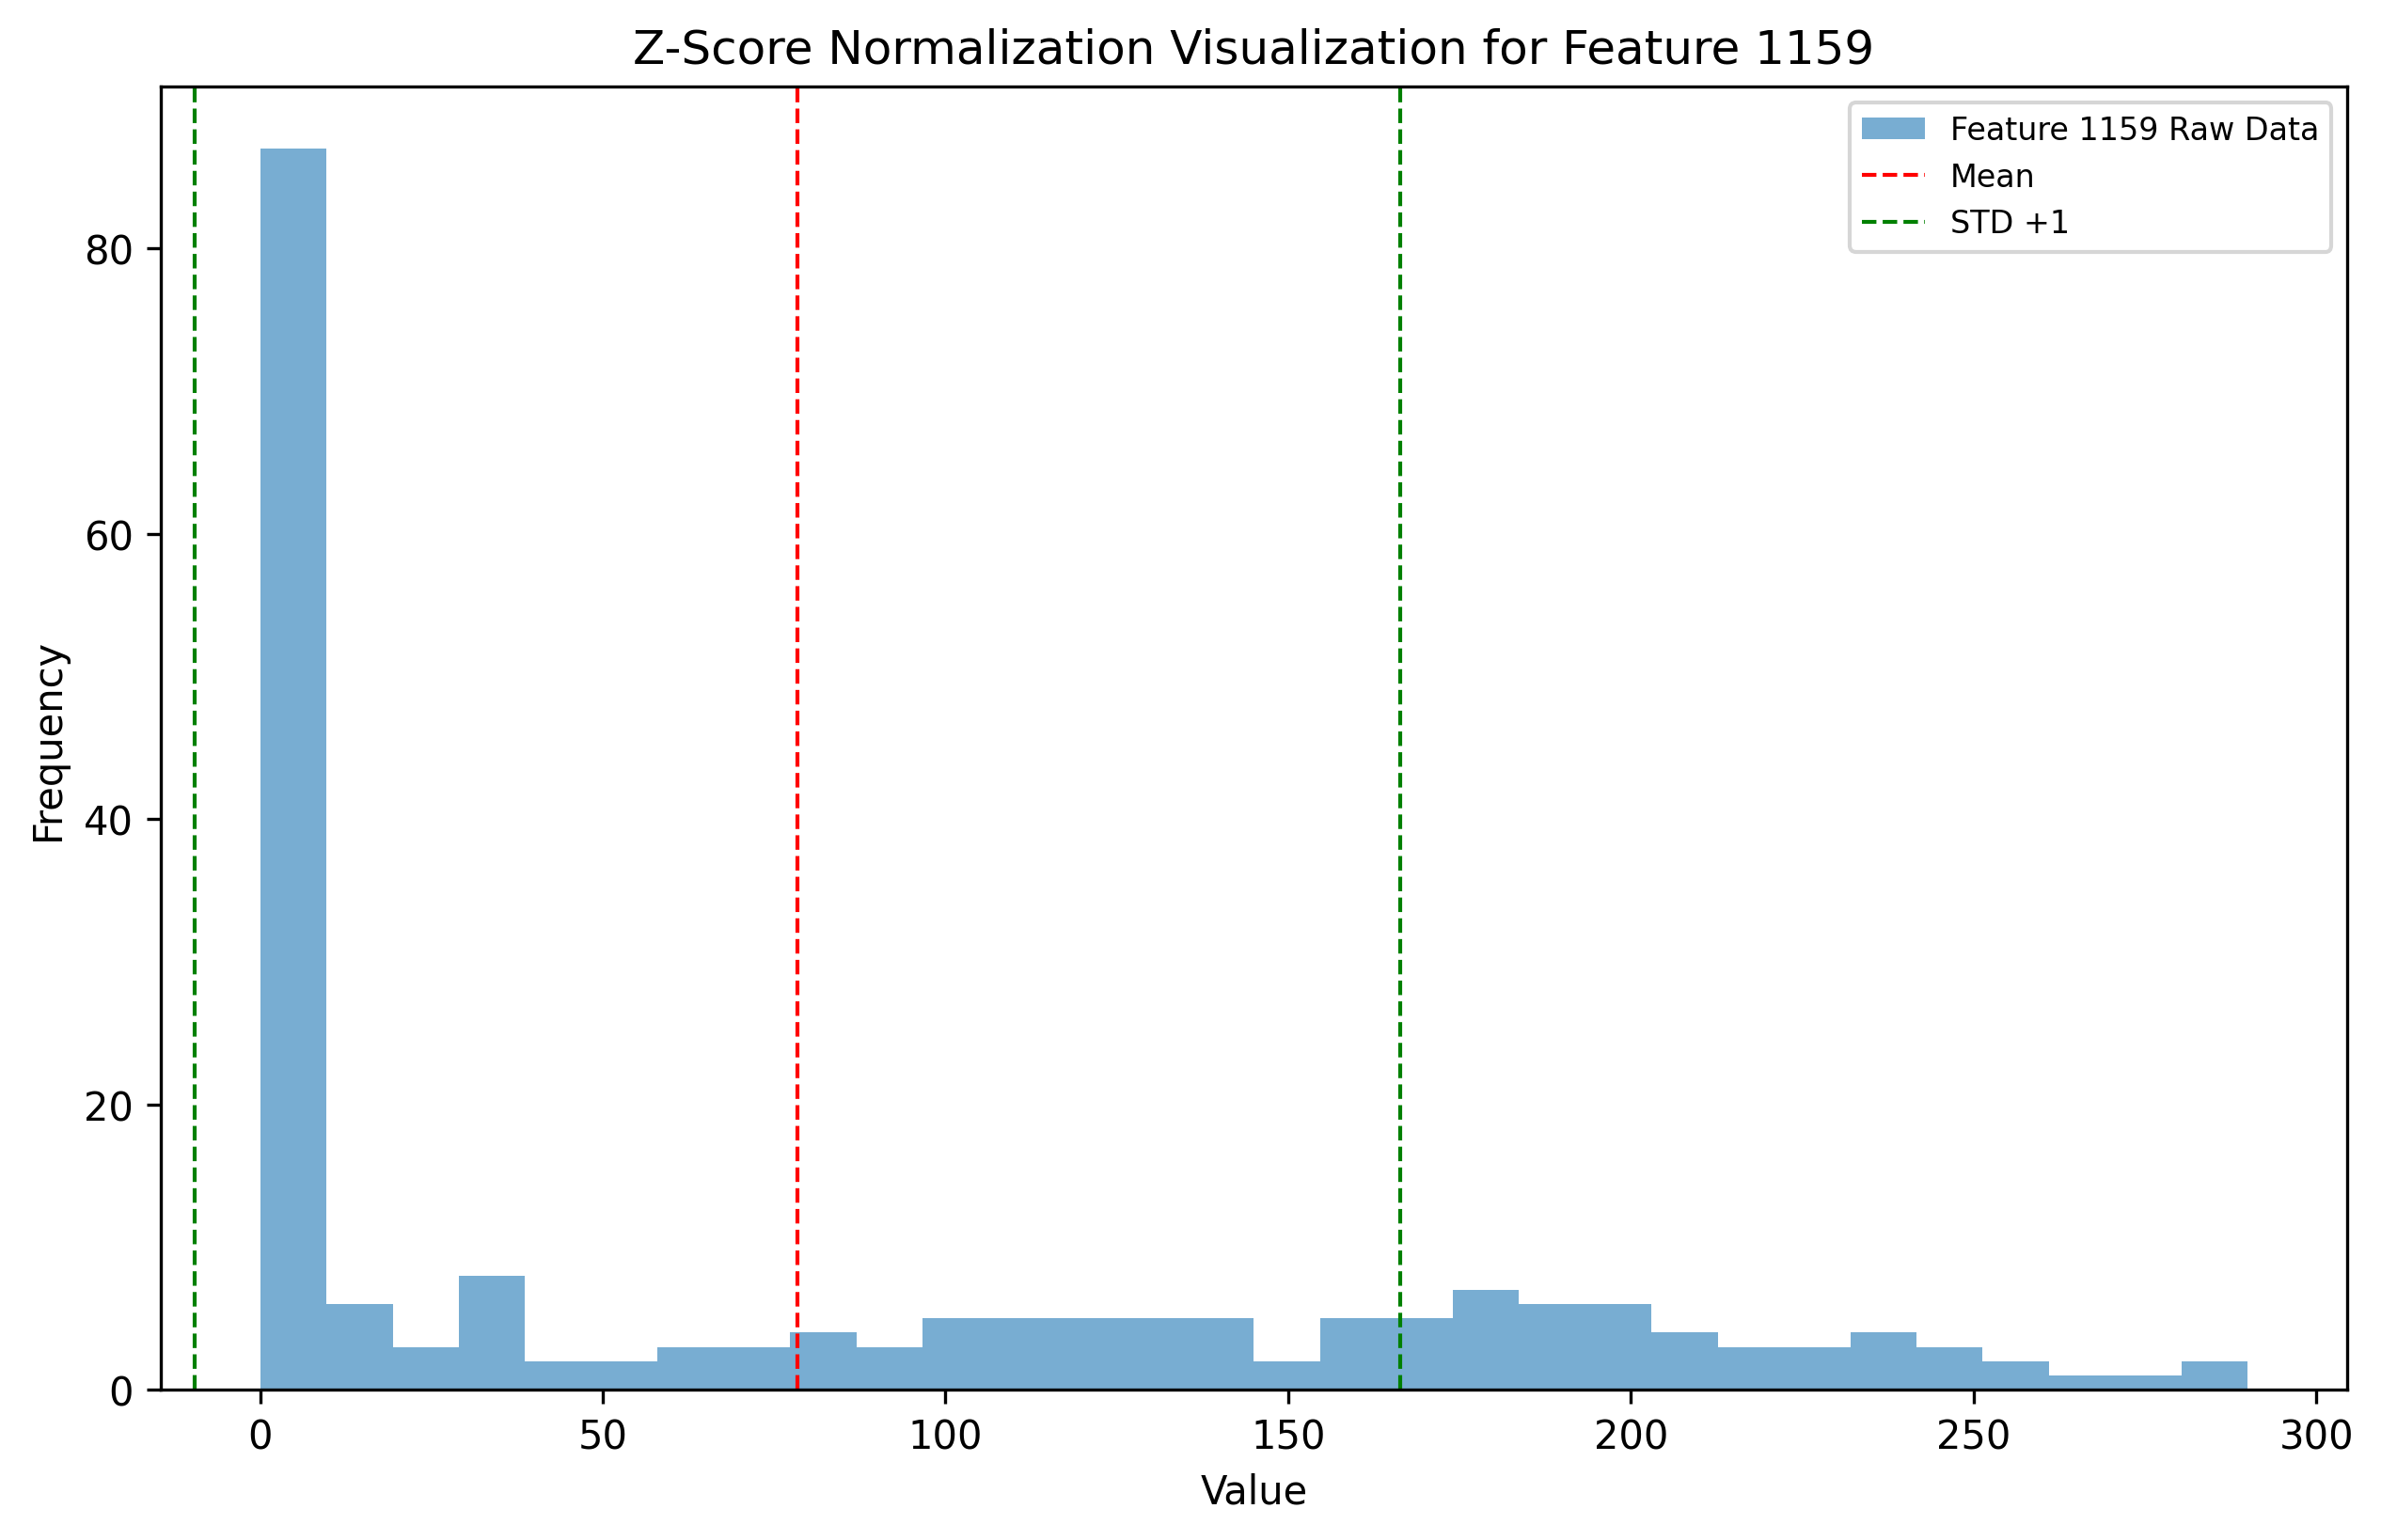 Z-Score Normalization Visualization for Feature 1159
Feature 1159 Raw Data
Mean
STD +1
80
60
40
20
0
Frequency
0 50 100 150 200 250 300
Value